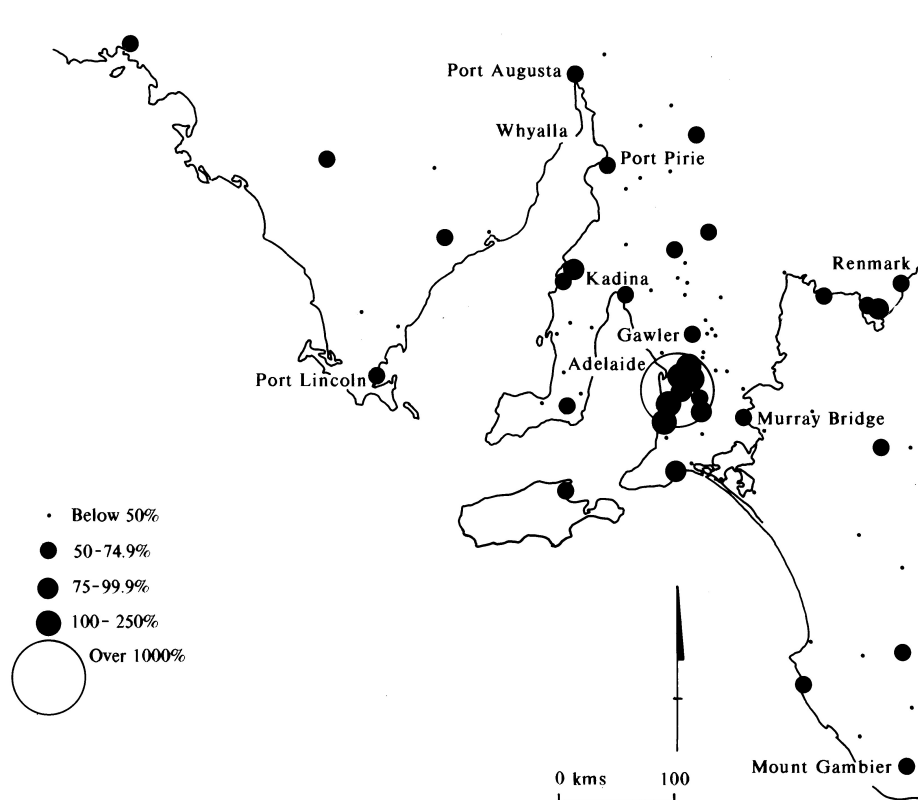 Port Augusta
Whyalla
Port Pirie
Renmark
Kadina
Gawler
Adelaide
Port Lincoln
Murray Bridge
Below 50%
50-74.9%
75-99.9%
100- 250%
Over 1000%
Mount Gambier
0 kms 100